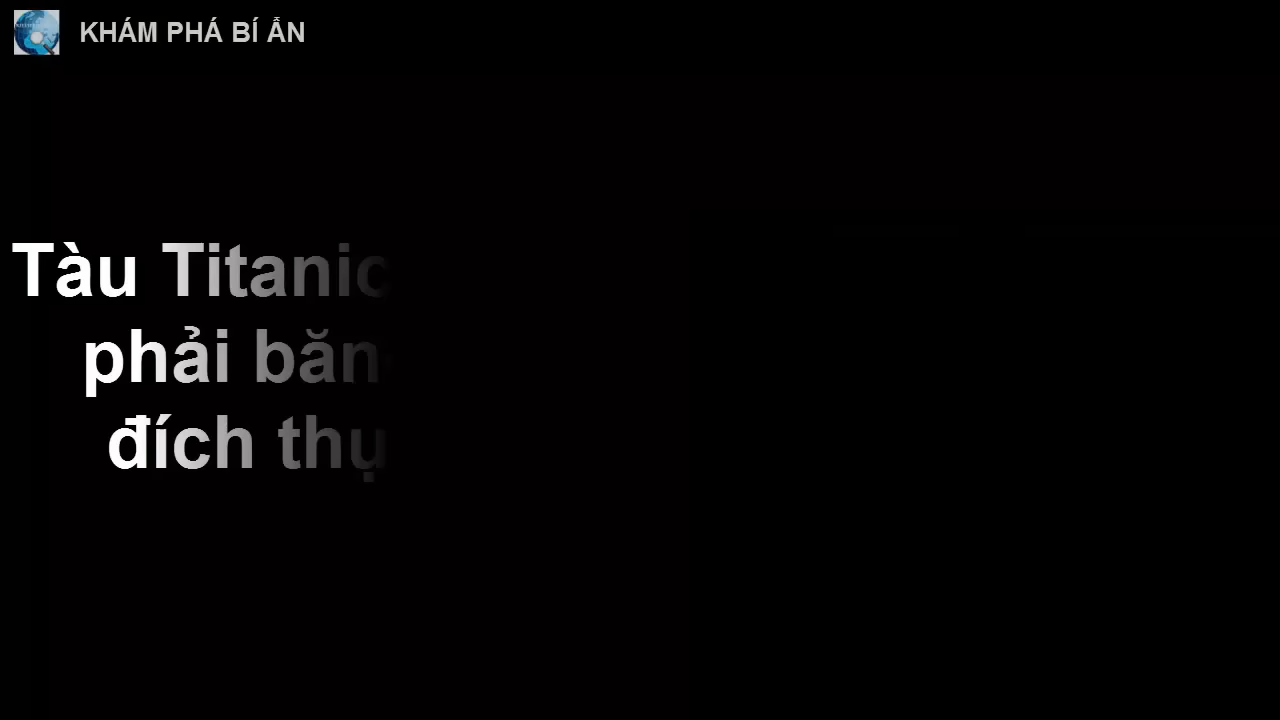 KHÁM PHÁ BÍ ẨN
Tàu Titanic
phải băn
đích thụ